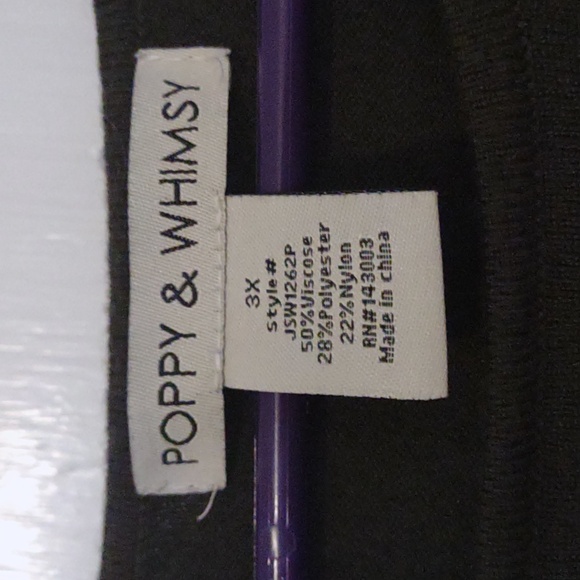 POPPY & WHIMSY
3X
style#
JSW1262P
50%Viscose
28%Polyester
22%Nylon
RN#143003
Made in china